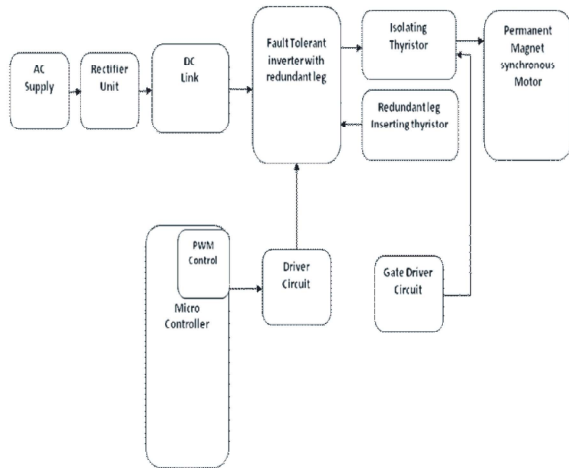 AC
Supply
Rectifier
Unit
DC
Link
Fault Tolerant
inverter with
redundant leg
Isolating
Thyristor
Redundant leg
Inserting thyristor
Permanent
Magnet
synchronous
Motor
PWM
Control
Micro
Controller
Driver
Circuit
Gate Driver
Circuit